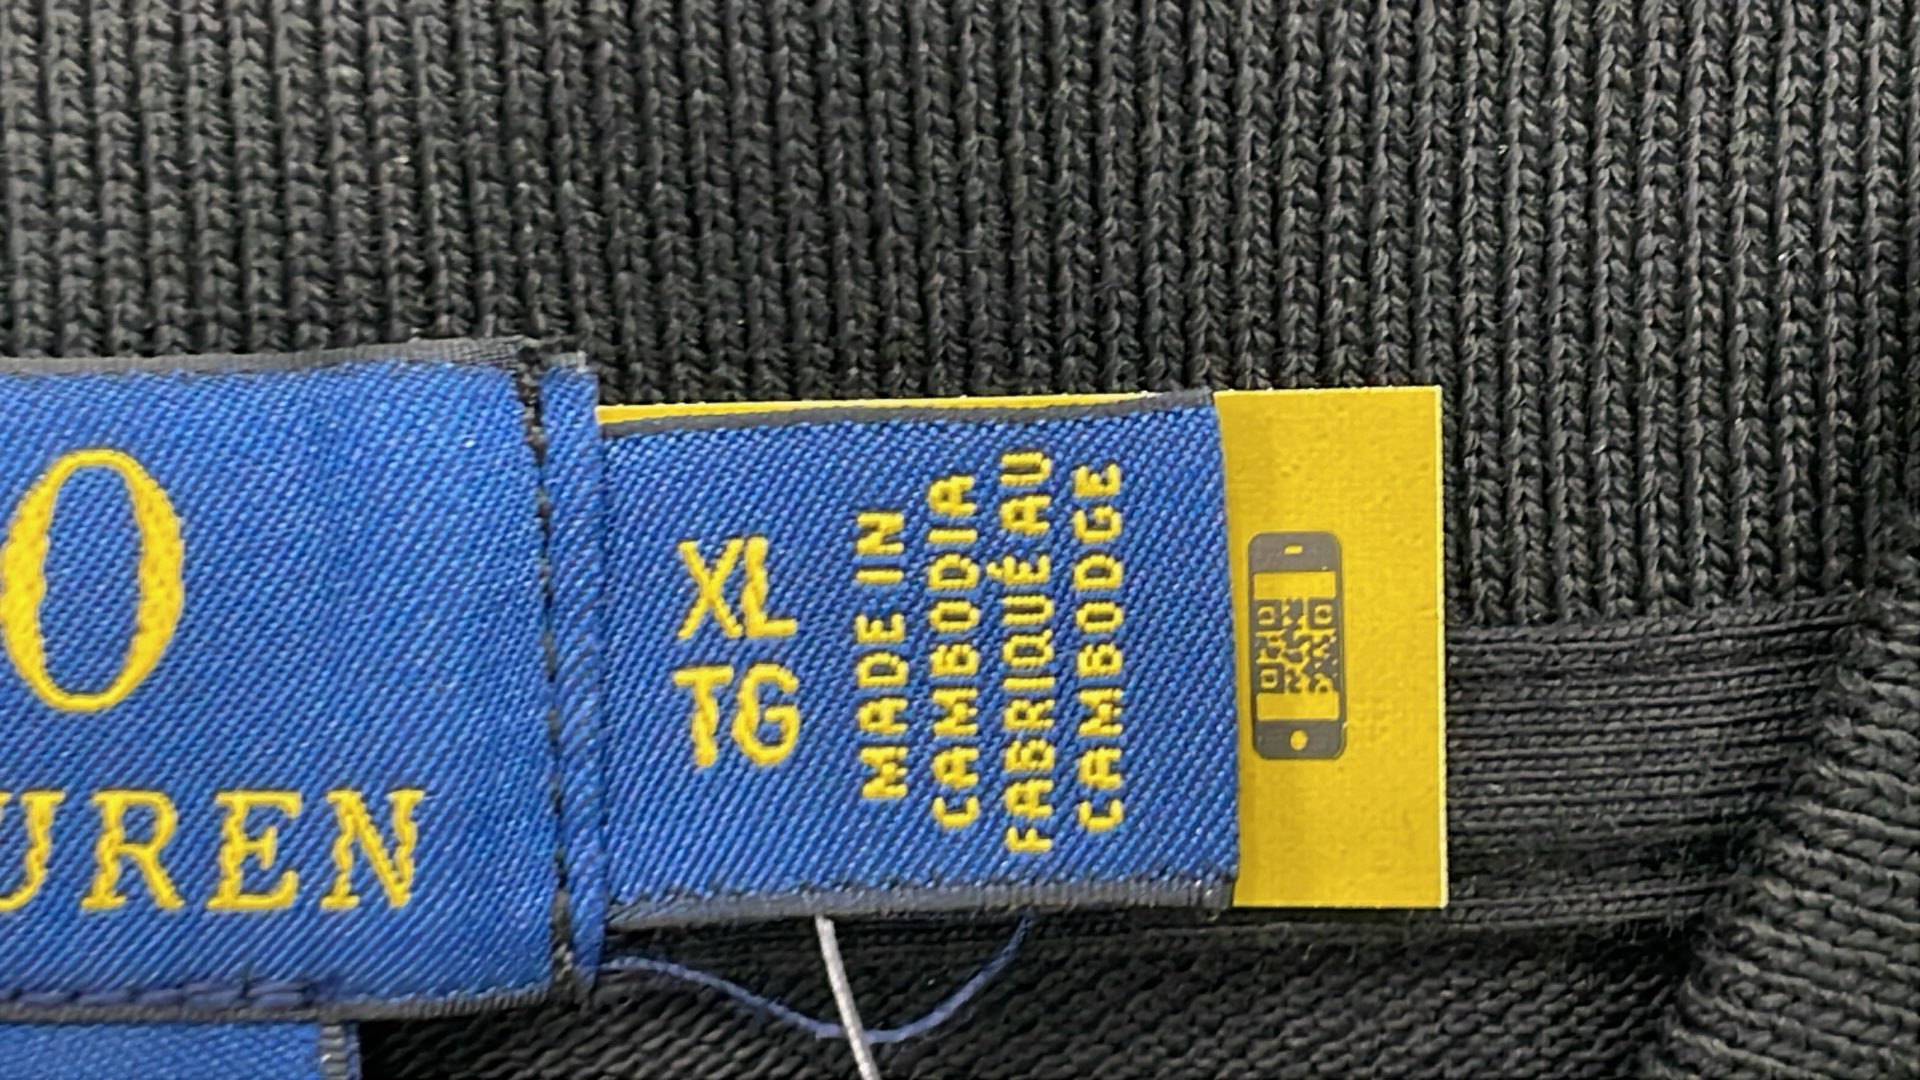 O
UREN
XL
TG
MADE IN
CAMBODIA
FABRIQUÉ AU
CAMBODGE